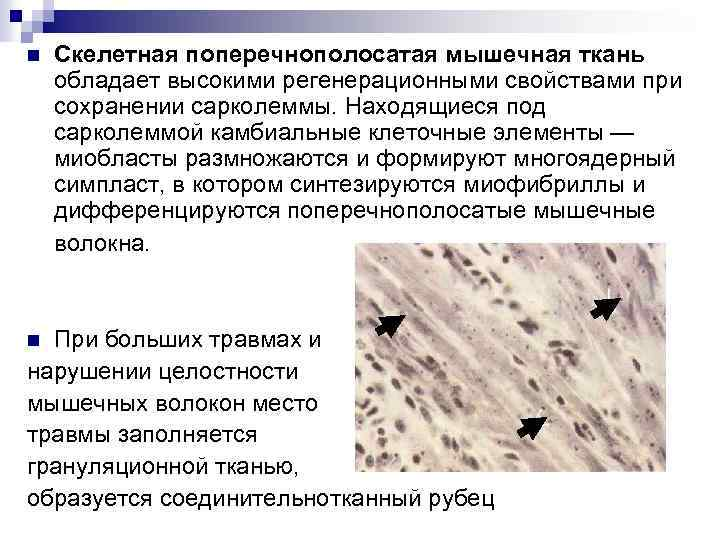 Скелетная поперечнополосатая мышечная ткань
обладает высокими регенерационными свойствами при
сохранении сарколеммы. Находящиеся под
сарколеммой камбиальные клеточные элементы —
миобласты размножаются и формируют многоядерный
симпласт, в котором синтезируются миофибриллы и
дифференцируются поперечнополосатые мышечные
волокна.
При больших травмах и
нарушении целостности
мышечных волокон место
травмы заполняется
грануляционной тканью,
образуется соединительнотканный рубец